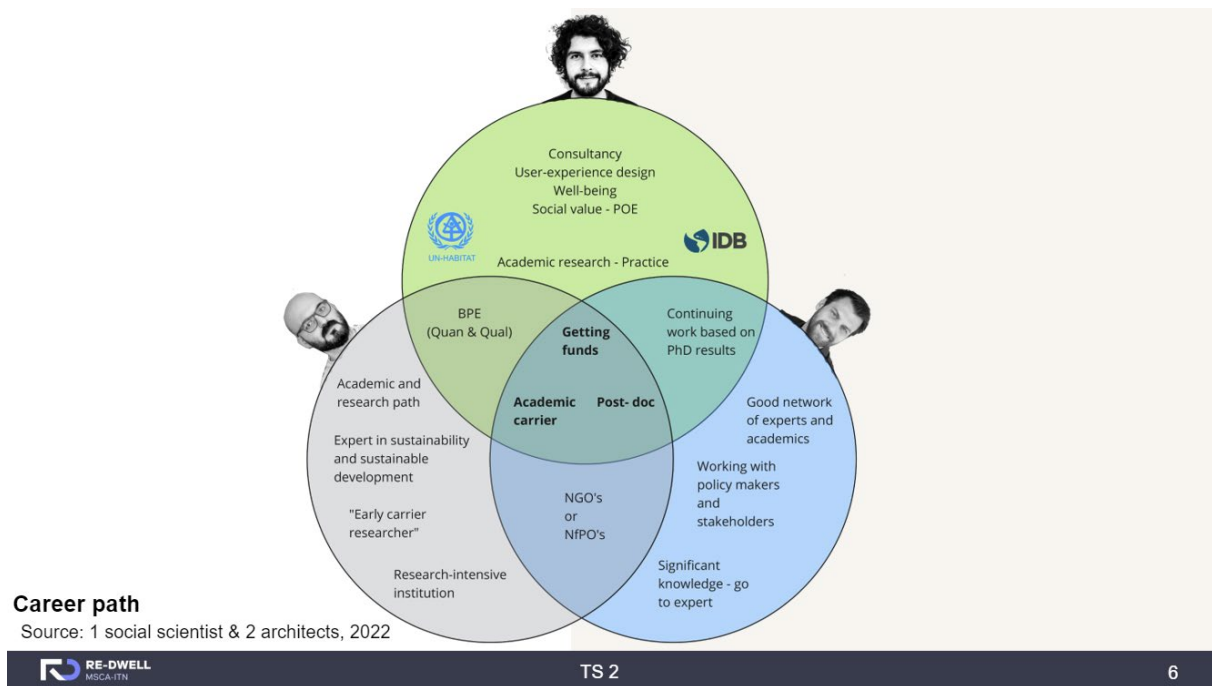 Consultancy
User-experience design
Well-being
Social value - POE
UN-HABITAT
IDB
Academic research - Practice
BPE
(Quan & Qual)
Getting
funds
Continuing
work based on
PhD results
Academic and
research path
Academic
carrier
Post- doc
Good network
of experts and
academics
Expert in sustainability
and sustainable
development
Working with
policy makers
and
stakeholders
"Early carrier
researcher"
NGO's
or
NfPO's
Research-intensive
institution
Significant
knowledge - go
to expert
Career path
Source: 1 social scientist & 2 architects, 2022
RE-DWELL
MSCA-ITN
TS 2
6